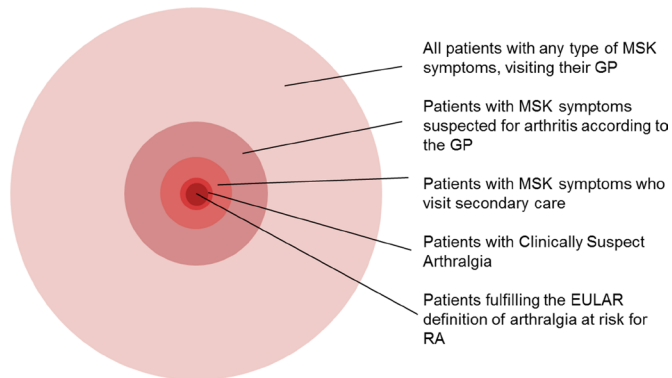 All patients with any type of MSK
symptoms, visiting their GP
Patients with MSK symptoms
suspected for arthritis according to
the GP
Patients with MSK symptoms who
visit secondary care
Patients with Clinically Suspect
Arthralgia
Patients fulfilling the EULAR
definition of arthralgia at risk for
RA